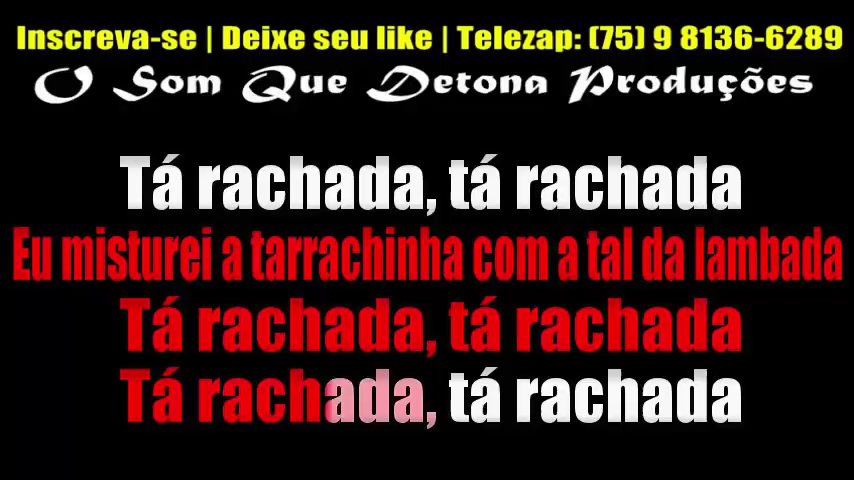 Inscreva-se | Deixe seu like | Telezap: (75) 9 8136-6289
O Som Que Detona Produções
Tá rachada, tá rachada
Eu misturei a tarrachinha com a tal da lambada
Tá rachada, tá rachada
Tá rachada, tá rachada